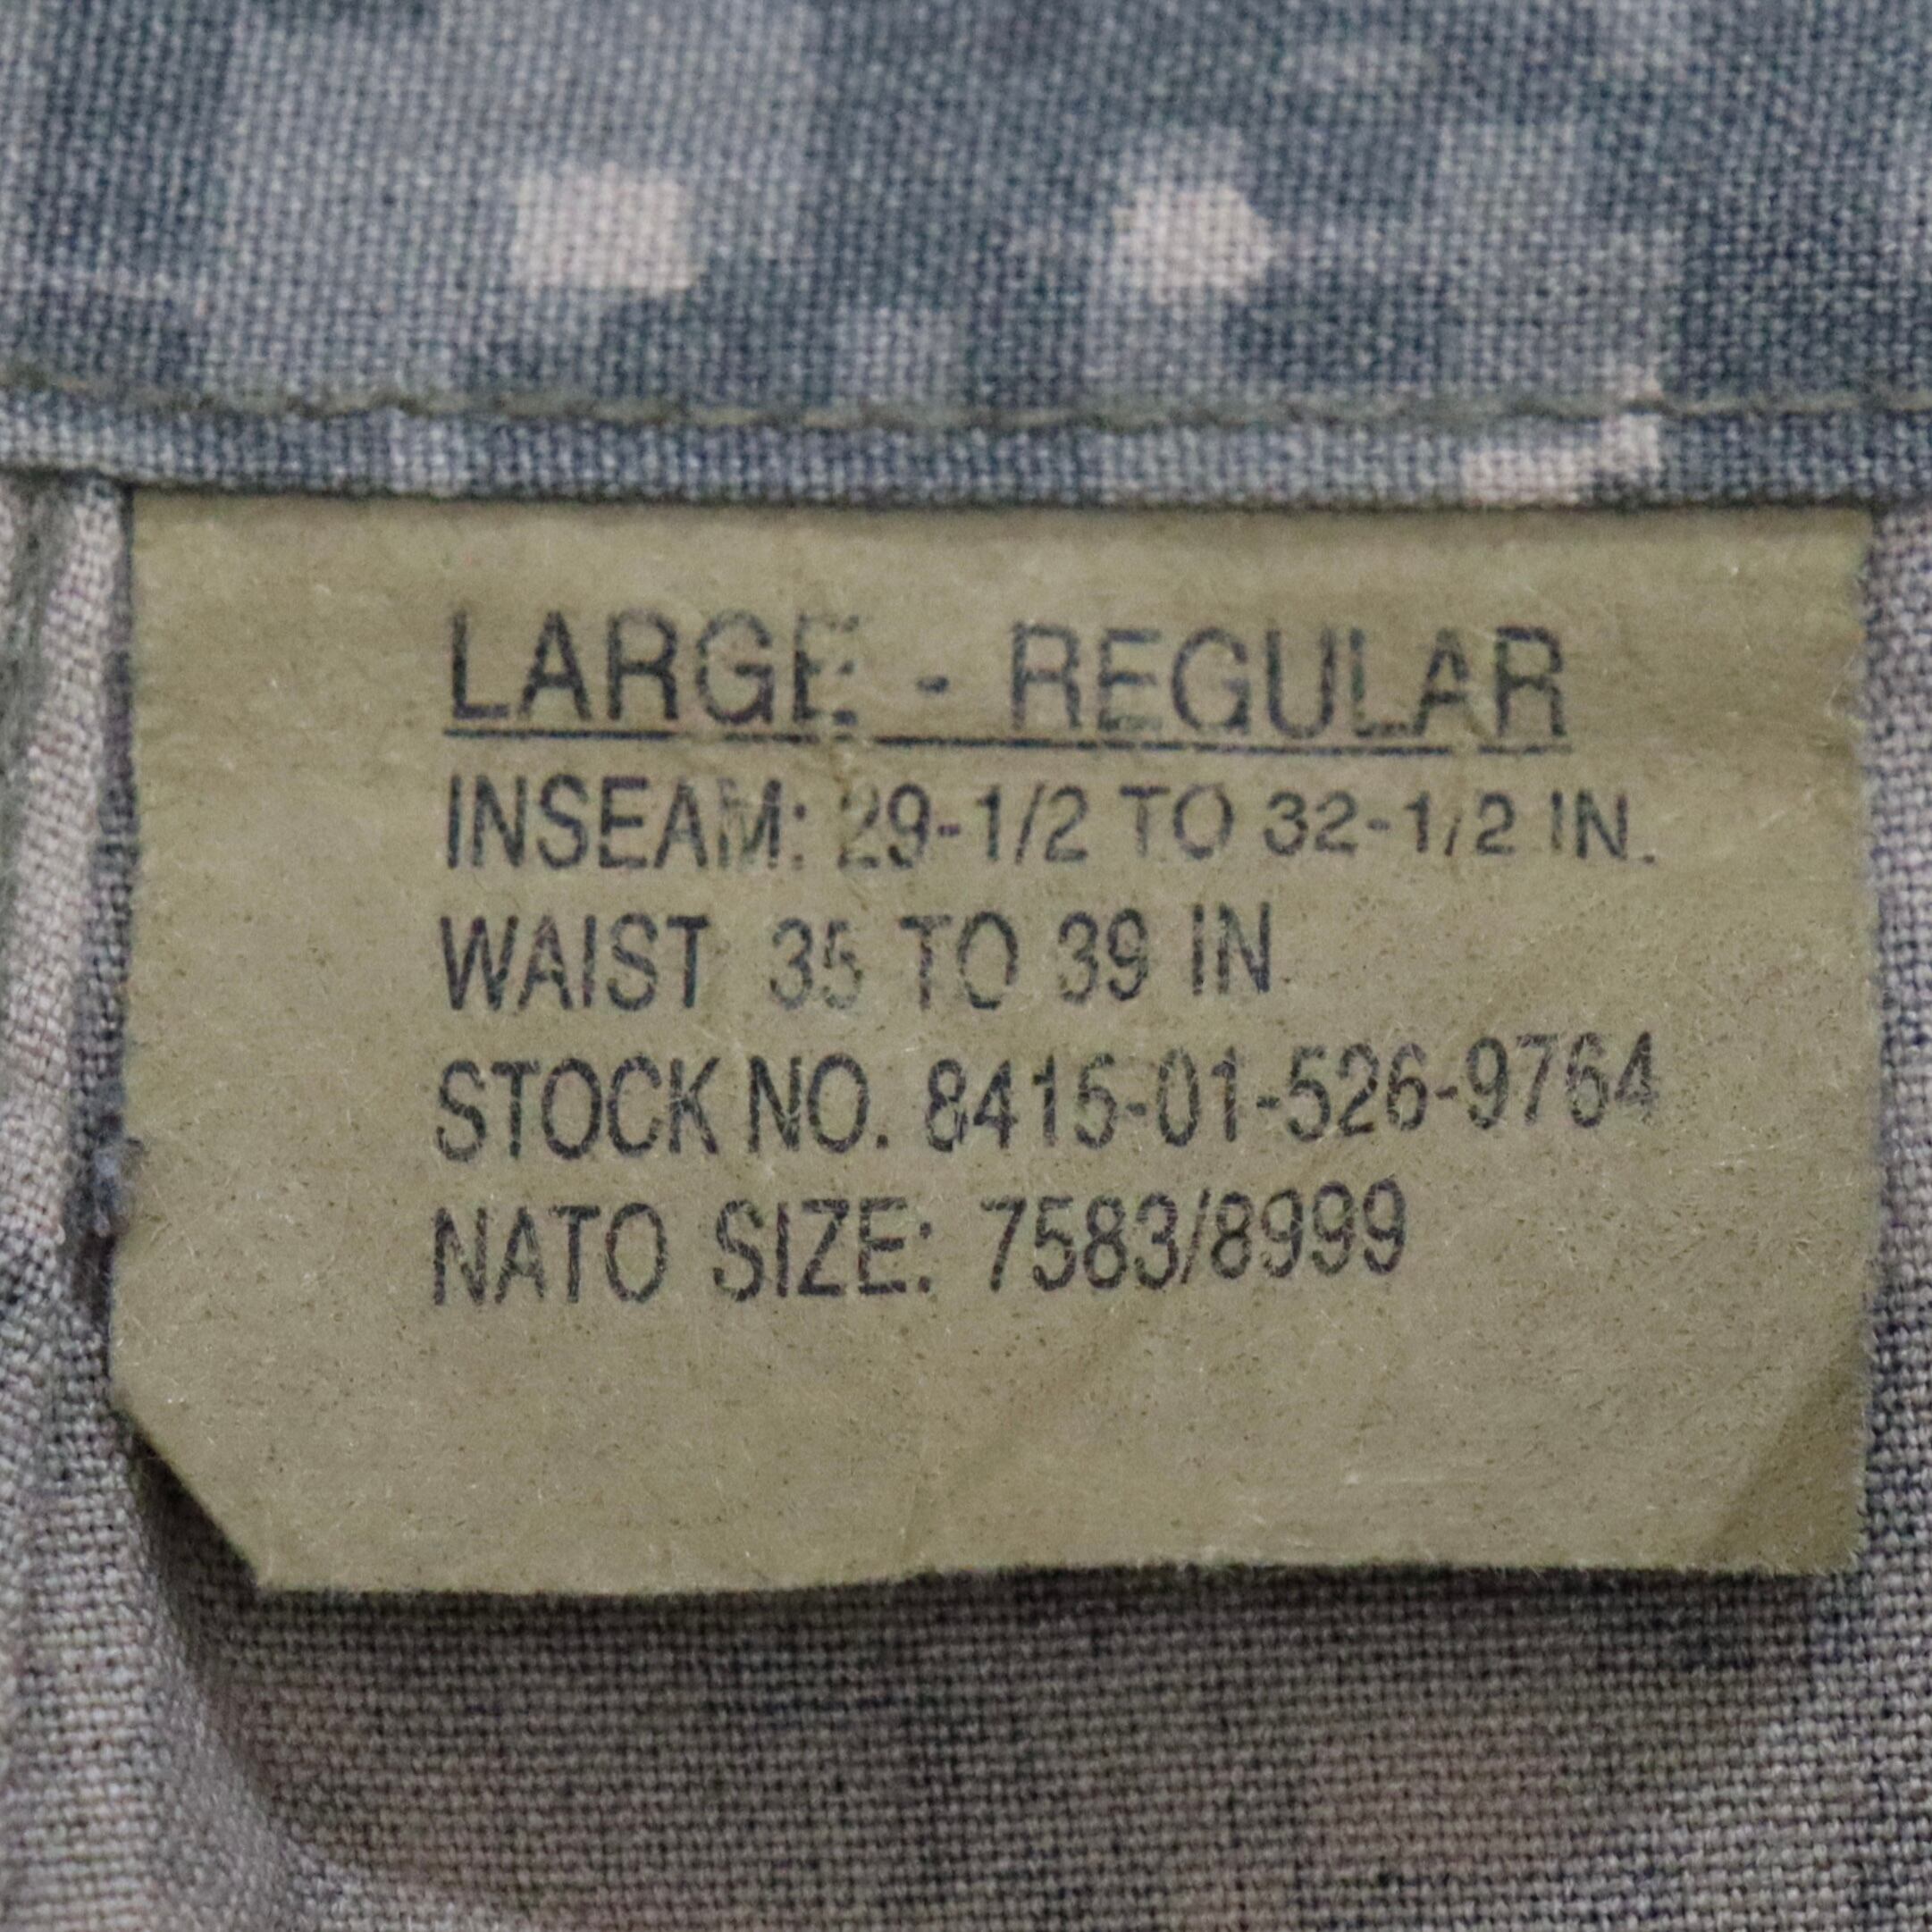 LARGE - REGULAR
INSEAM: 29-1/2 TO 32-1/2 IN.
WAIST 35 TO 39 IN
STOCK NO. 8415-01-526-9764
NATO SIZE: 7583/8999